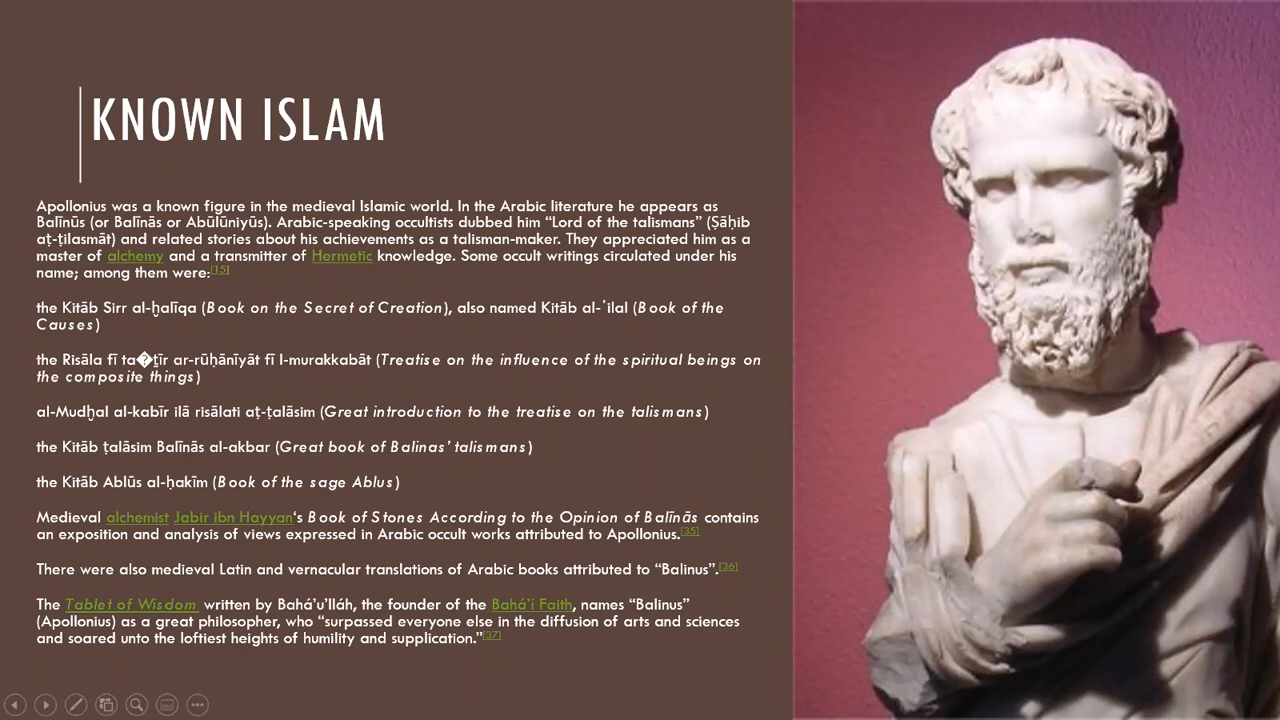 KNOWN ISLAM
Apollonius was a known figure in the medieval Islamic world. In the Arabic literature he appears as
Balīnūs (or Balīnās or Abūlūniyūs). Arabic-speaking occultists dubbed him “Lord of the talismans” (Ṣāḥib
aṭ-ṭilasmāt) and related stories about his achievements as a talisman-maker. They appreciated him as a
master of alchemy and a transmitter of Hermetic knowledge. Some occult writings circulated under his
name; among them were:[15]
the Kitāb Sirr al-ḫalīqa (Book on the Secret of Creation), also named Kitāb al-ʿilal (Book of the
Causes)
the Risāla fī ta�ṯīr ar-rūḥānīyāt fī l-murakkabāt (Treatise on the influence of the spiritual beings on
the composite things)
al-Mudḫal al-kabīr ilā risālati aṭ-ṭalāsim (Great introduction to the treatise on the talismans)
the Kitāb ṭalāsim Balīnās al-akbar (Great book of Balinas’ talismans)
the Kitāb Ablūs al-ḥakīm (Book of the sage Ablus)
Medieval alchemist Jabir ibn Hayyan‘s Book of Stones According to the Opinion of Balīnās contains
an exposition and analysis of views expressed in Arabic occult works attributed to Apollonius.[35]
There were also medieval Latin and vernacular translations of Arabic books attributed to “Balinus”.[36]
The Tablet of Wisdom written by Bahá’u’lláh, the founder of the Bahá’í Faith, names “Balinus”
(Apollonius) as a great philosopher, who “surpassed everyone else in the diffusion of arts and sciences
and soared unto the loftiest heights of humility and supplication.”[37]